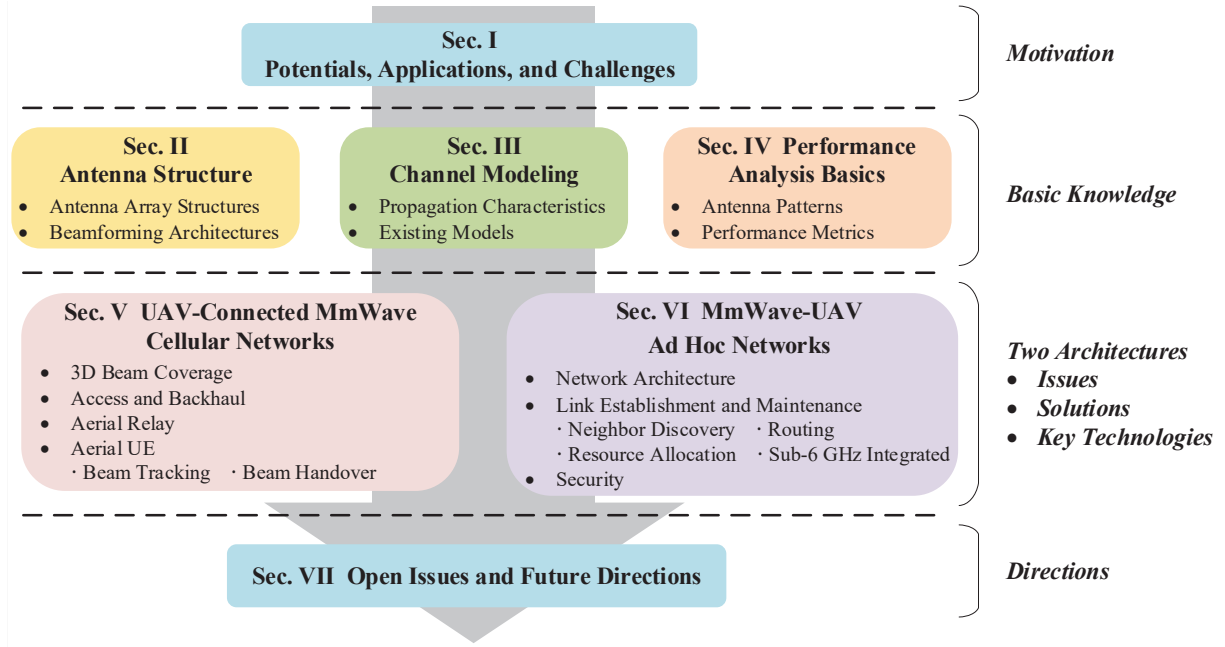 Sec. I
Potentials, Applications, and Challenges
Motivation
Sec. II
Antenna Structure
• Antenna Array Structures
• Beamforming Architectures
Sec. III
Channel Modeling
• Propagation Characteristics
• Existing Models
Sec. IV Performance
Analysis Basics
• Antenna Patterns
• Performance Metrics
Basic Knowledge
Sec. V UAV-Connected MmWave
Cellular Networks
• 3D Beam Coverage
• Access and Backhaul
• Aerial Relay
• Aerial UE
· Beam Tracking · Beam Handover
Sec. VI MmWave-UAV
Ad Hoc Networks
• Network Architecture
• Link Establishment and Maintenance
· Neighbor Discovery · Routing
· Resource Allocation · Sub-6 GHz Integrated
• Security
Two Architectures
• Issues
• Solutions
• Key Technologies
Sec. VII Open Issues and Future Directions
Directions